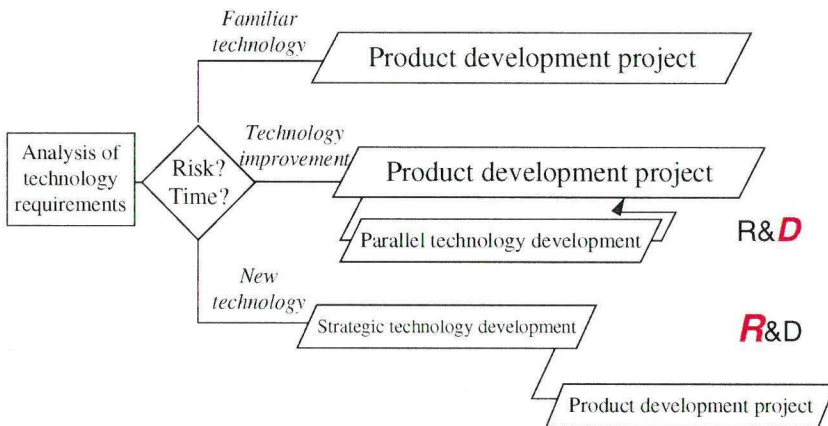 Familiar
technology
Product development project
Analysis of
technology
requirements
Risk?
Time?
Technology
improvement
Product development project
Parallel technology development
R&D
New
technology
Strategic technology development
R&D
Product development project